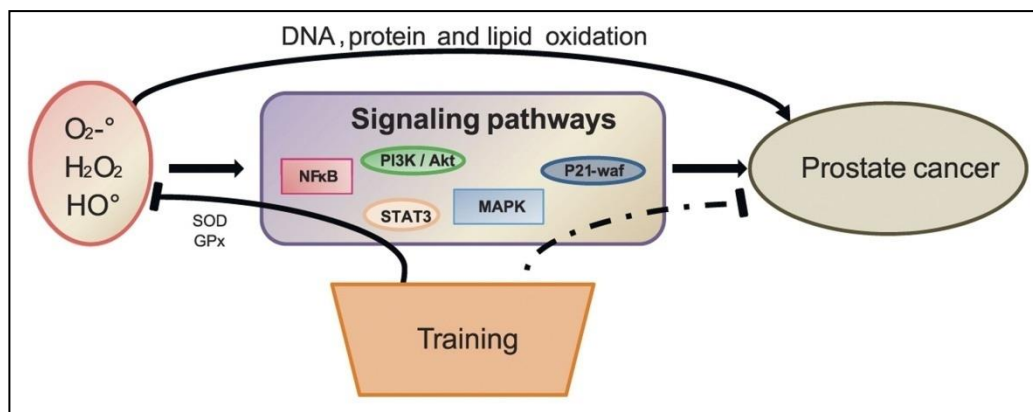 DNA,protein and lipid oxidation
O₂-°
H₂O₂
HO°
Signaling pathways
NFκB
PI3K / Akt
P21-waf
STAT3
MAPK
Prostate cancer
SOD
GPx
Training